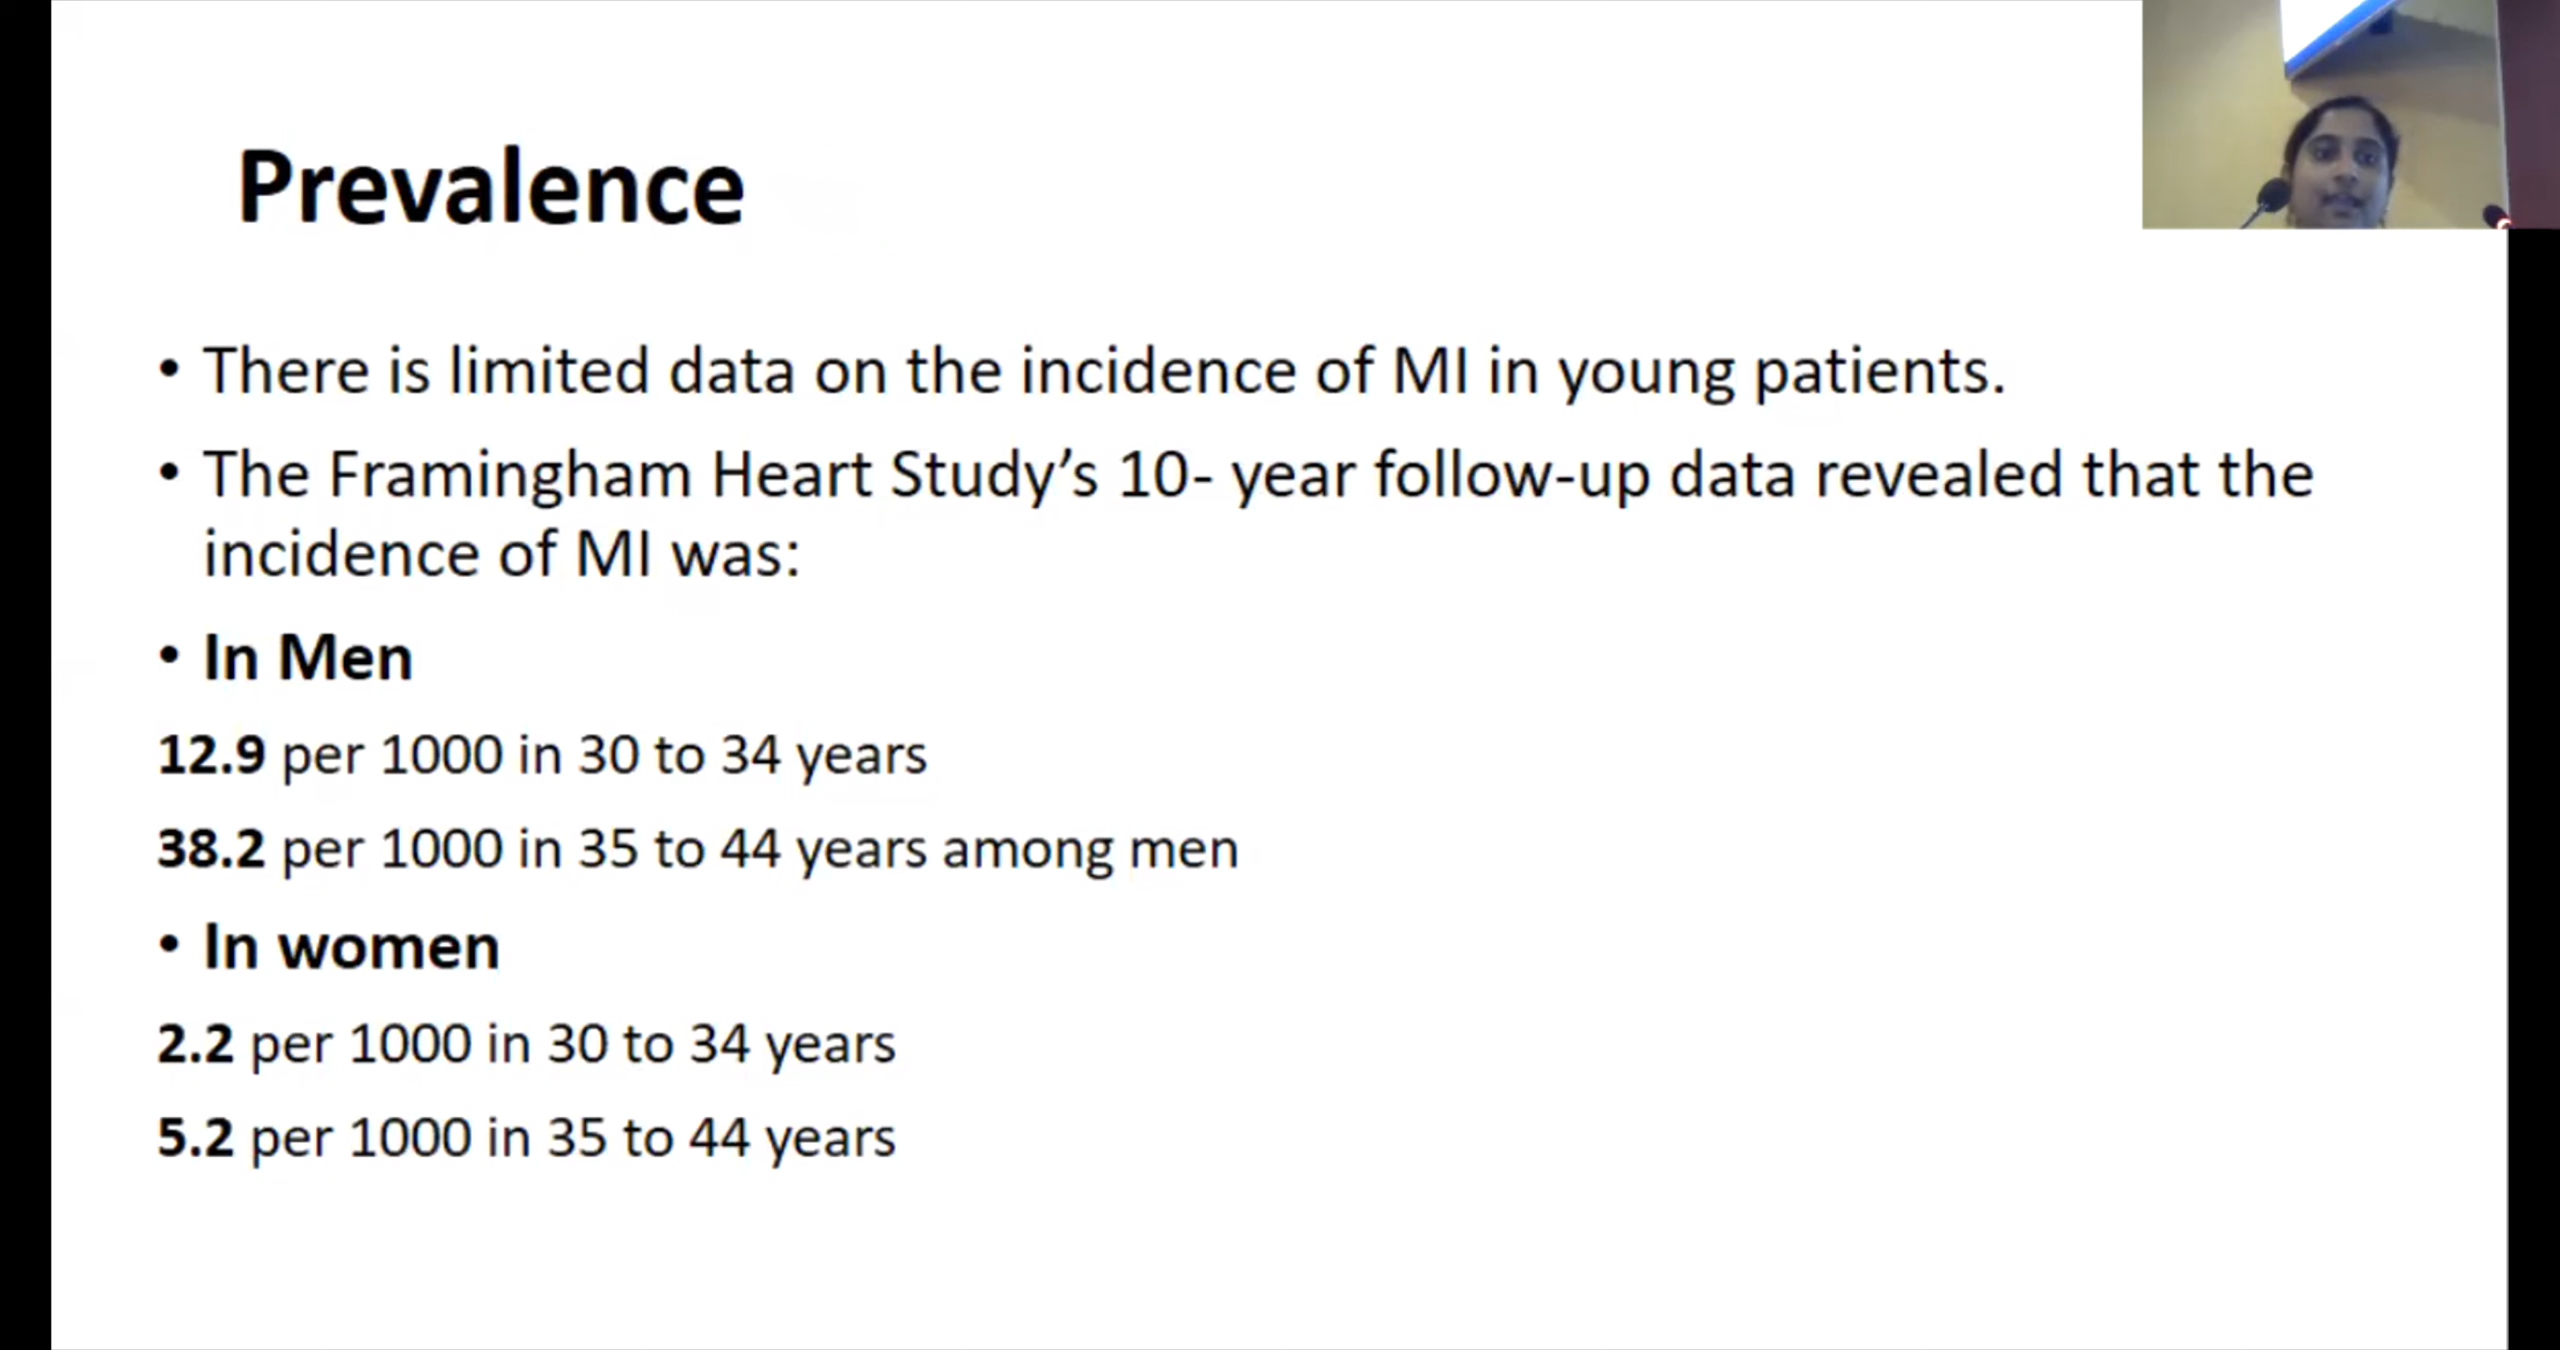 Prevalence
• There is limited data on the incidence of MI in young patients.
• The Framingham Heart Study’s 10- year follow-up data revealed that the
incidence of MI was:
• In Men
12.9 per 1000 in 30 to 34 years
38.2 per 1000 in 35 to 44 years among men
• In women
2.2 per 1000 in 30 to 34 years
5.2 per 1000 in 35 to 44 years